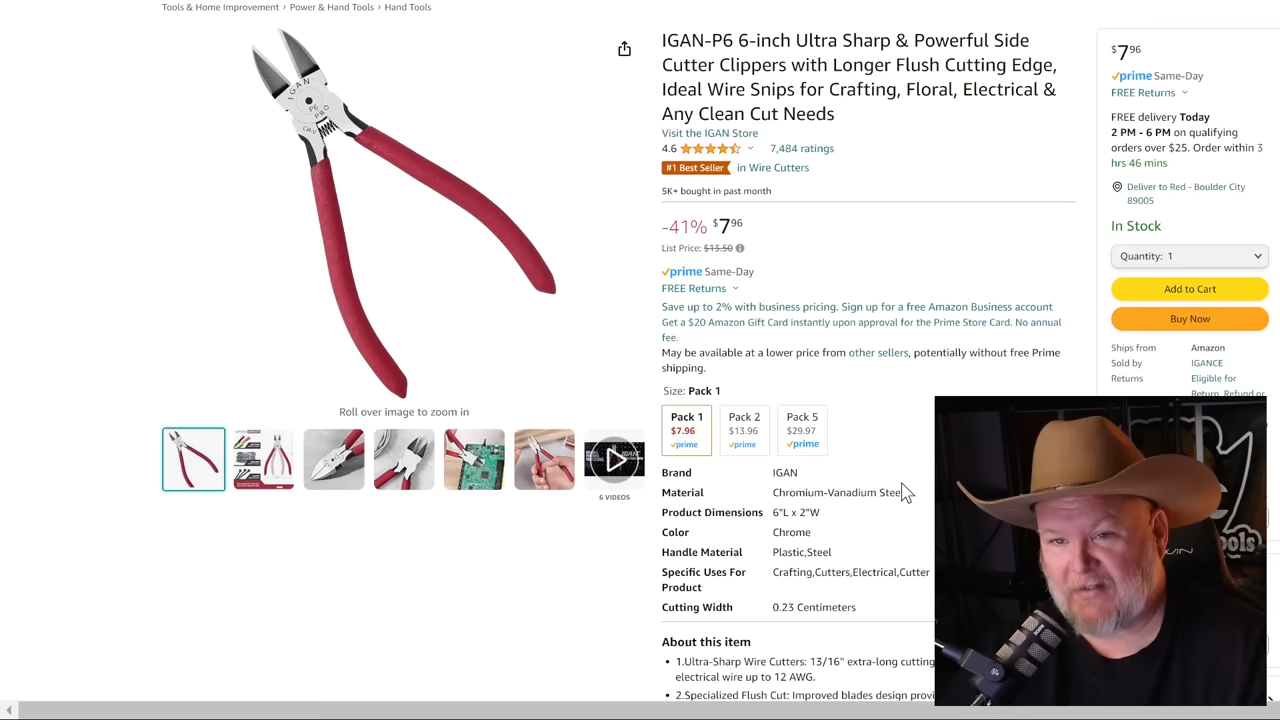 Tools & Home Improvement › Power & Hand Tools › Hand Tools
IGAN
P6
PRO
CR-V
Roll over image to zoom in
6 VIDEOS
IGAN-P6 6-inch Ultra Sharp & Powerful Side
Cutter Clippers with Longer Flush Cutting Edge,
Ideal Wire Snips for Crafting, Floral, Electrical &
Any Clean Cut Needs
Visit the IGAN Store
4.6 7,484 ratings
#1 Best Seller in Wire Cutters
5K+ bought in past month
-41% $7 96
List Price: $13.50
prime Same-Day
FREE Returns
Save up to 2% with business pricing. Sign up for a free Amazon Business account
Get a $20 Amazon Gift Card instantly upon approval for the Prime Store Card. No annual
fee.
May be available at a lower price from other sellers, potentially without free Prime
shipping.
Size: Pack 1
Pack 1 Pack 2 Pack 5
$7.96 $13.96 $29.97
prime prime prime
Brand IGAN
Material Chromium-Vanadium Stee
Product Dimensions 6"L x 2"W
Color Chrome
Handle Material Plastic,Steel
Specific Uses For Crafting,Cutters,Electrical,Cutter
Product
Cutting Width 0.23 Centimeters
About this item
• 1.Ultra-Sharp Wire Cutters: 13/16" extra-long cutting
electrical wire up to 12 AWG.
• 2.Specialized Flush Cut: Improved blades design provi
$7 96
prime Same-Day
FREE Returns
FREE delivery Today
2 PM - 6 PM on qualifying
orders over $25. Order within 3
hrs 46 mins
Deliver to Red - Boulder City
89005
In Stock
Quantity: 1
Add to Cart
Buy Now
Ships from Amazon
Sold by IGANCE
Returns Eligible for
Return, Refund or
ools